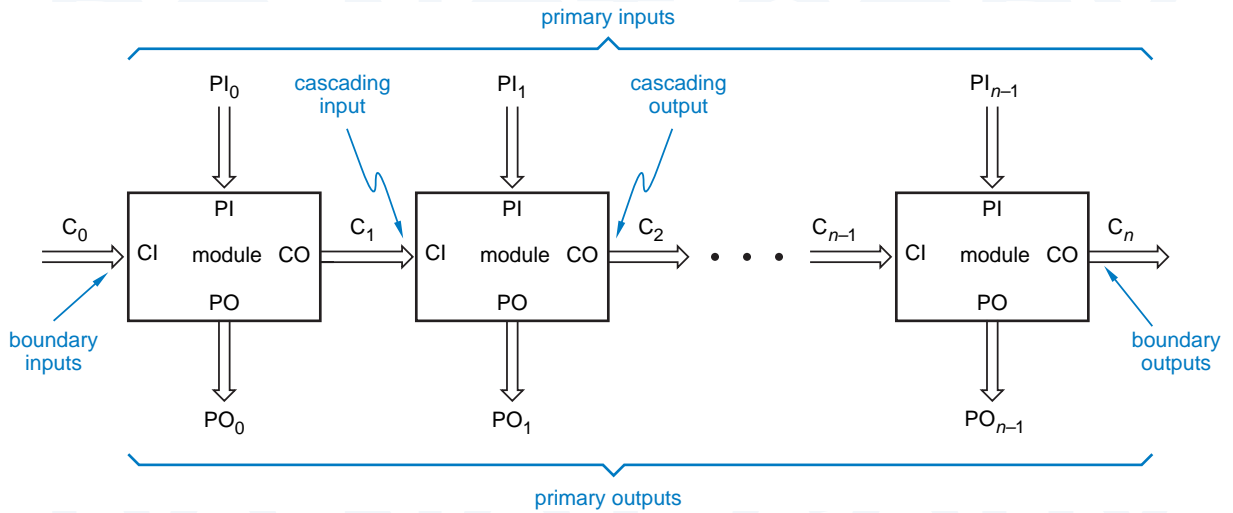 primary inputs
PI0 cascading input PI1 cascading output PIn–1
PI PI PI
C0 C1 C2 Cn–1 Cn
CI module CO CI module CO CI module CO
PO PO PO
boundary inputs boundary outputs
PO0 PO1 POn–1
primary outputs